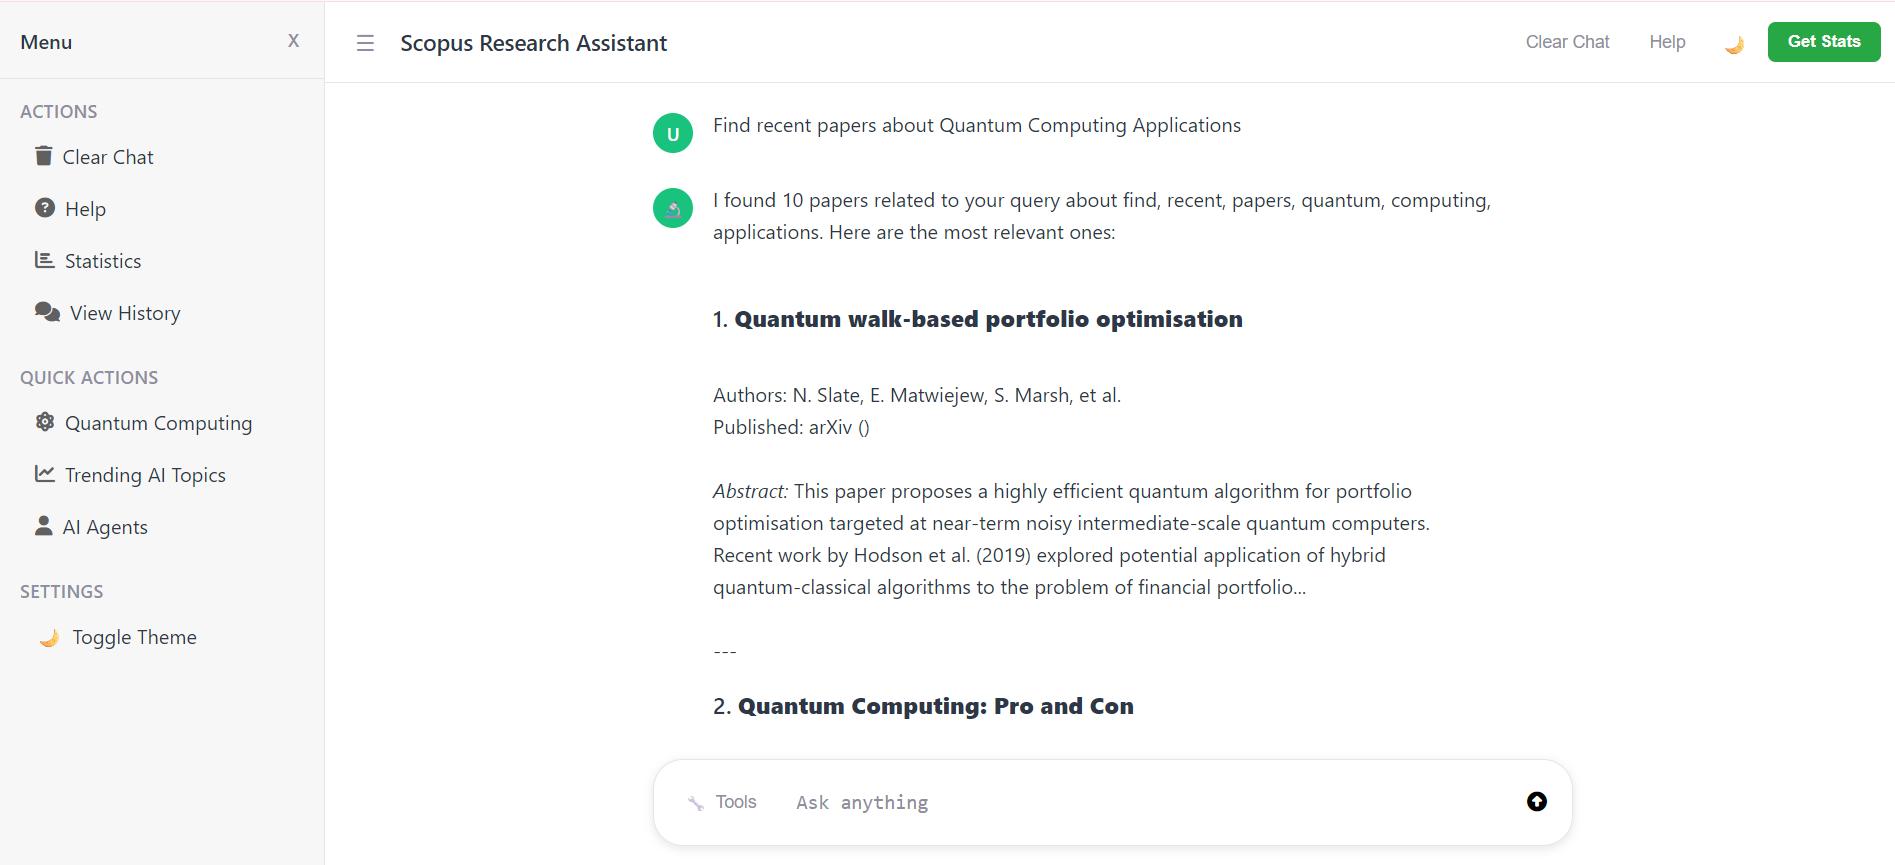 Menu
X
ACTIONS
Clear Chat
Help
Statistics
View History
QUICK ACTIONS
Quantum Computing
Trending AI Topics
AI Agents
SETTINGS
Toggle Theme
☰ Scopus Research Assistant
Clear Chat
Help
Get Stats
U
Find recent papers about Quantum Computing Applications
I found 10 papers related to your query about find, recent, papers, quantum, computing,
applications. Here are the most relevant ones:
1. Quantum walk-based portfolio optimisation
Authors: N. Slate, E. Matwiejew, S. Marsh, et al.
Published: arXiv ()
Abstract: This paper proposes a highly efficient quantum algorithm for portfolio
optimisation targeted at near-term noisy intermediate-scale quantum computers.
Recent work by Hodson et al. (2019) explored potential application of hybrid
quantum-classical algorithms to the problem of financial portfolio...
---
2. Quantum Computing: Pro and Con
Tools
Ask anything